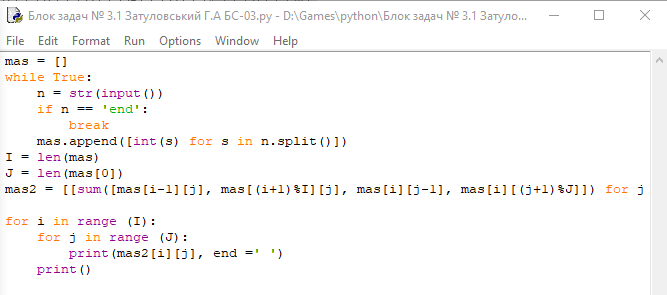 Блок задач № 3.1 Затуловський Г.А БС-03.py - D:\Games\python\Блок задач № 3.1 Затуло...
File Edit Format Run Options Window Help
mas = []
while True:
    n = str(input())
    if n == 'end':
        break
    mas.append([int(s) for s in n.split()])
I = len(mas)
J = len(mas[0])
mas2 = [[sum([mas[i-1][j], mas[(i+1)%I][j], mas[i][j-1], mas[i][(j+1)%J]]) for j
for i in range (I):
    for j in range (J):
        print(mas2[i][j], end =' ')
    print()